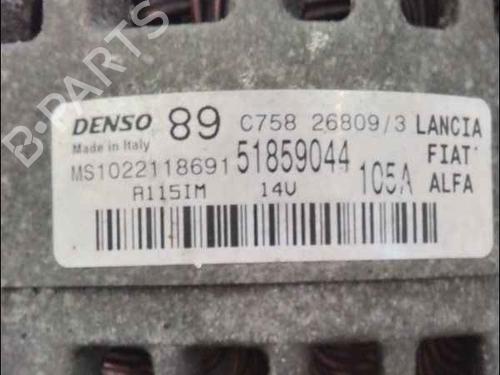 DENSO 89 C758 26809/3 LANCIA
Made in Italy FIAT
MS1022118691 51859044
A115IM 14V 105A ALFA
B-PARTS